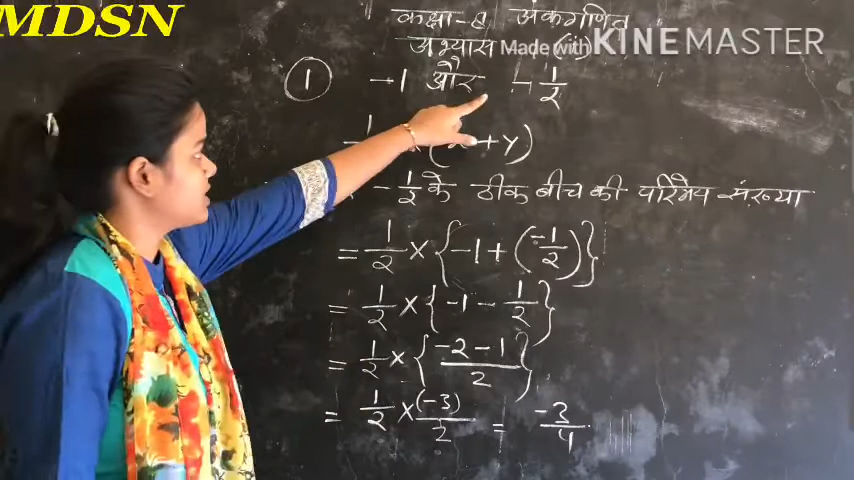 MDSN
कक्षा-8 अंकगणित
अभ्यास (ii)
Made with KINEMASTER
① -1 और -1/2
(x+y)
-1/2 के ठीक बीच की परिमेय संख्या
= 1/2 × {-1 + (-1/2)}
= 1/2 × {-1 - 1/2}
= 1/2 × {-2-1/2}
= 1/2 × (-3)/2 = -3/4